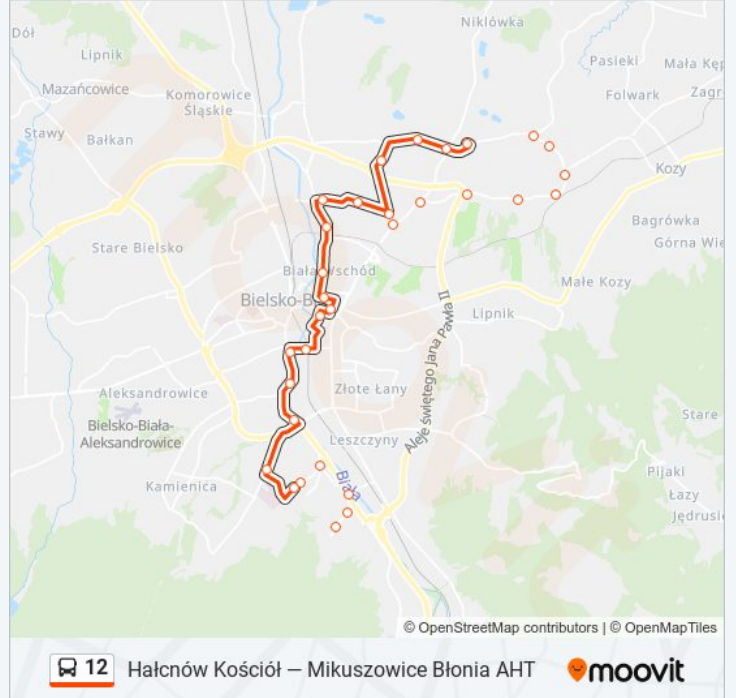 Dół
Niklówka
Lipnik
Pasieki
Mała Kęp
Mazańcowice
Komorowice
Śląskie
Folwark
Zagr
Stawy
Bałkan
Kozy
Bagrówka
Stare Bielsko
Górna Wie
Biała Wschód
Małe Kozy
Bielsko-B
Lipnik
Aleje świętego Jana Pawła II
Złote Łany
Aleksandrowice
Stare
Bielsko-Biała-
Aleksandrowice
Leszczyny
Pijaki
Biała
Kamienica
Łazy
Jędrusie
© OpenStreetMap contributors | © OpenMapTiles
12 Hałcnów Kościół — Mikuszowice Błonia AHT moovit